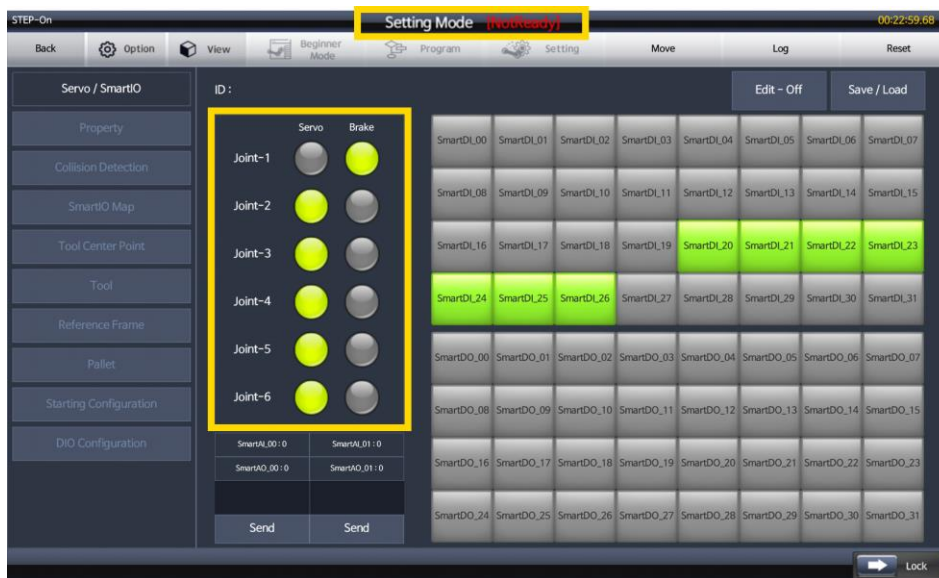 STEP-On
Setting Mode [NotReady]
00:22:59.68
Back Option View Beginner Mode Program Setting Move Log Reset
Servo / SmartIO
ID :
Edit - Off
Save / Load
Property
Collision Detection
SmartIO Map
Tool Center Point
Tool
Reference Frame
Pallet
Starting Configuration
DIO Configuration
Servo Brake
Joint-1
Joint-2
Joint-3
Joint-4
Joint-5
Joint-6
SmartAI_00 : 0 SmartAI_01 : 0
SmartAO_00 : 0 SmartAO_01 : 0
Send Send
SmartDI_00 SmartDI_01 SmartDI_02 SmartDI_03 SmartDI_04 SmartDI_05 SmartDI_06 SmartDI_07
SmartDI_08 SmartDI_09 SmartDI_10 SmartDI_11 SmartDI_12 SmartDI_13 SmartDI_14 SmartDI_15
SmartDI_16 SmartDI_17 SmartDI_18 SmartDI_19 SmartDI_20 SmartDI_21 SmartDI_22 SmartDI_23
SmartDI_24 SmartDI_25 SmartDI_26 SmartDI_27 SmartDI_28 SmartDI_29 SmartDI_30 SmartDI_31
SmartDO_00 SmartDO_01 SmartDO_02 SmartDO_03 SmartDO_04 SmartDO_05 SmartDO_06 SmartDO_07
SmartDO_08 SmartDO_09 SmartDO_10 SmartDO_11 SmartDO_12 SmartDO_13 SmartDO_14 SmartDO_15
SmartDO_16 SmartDO_17 SmartDO_18 SmartDO_19 SmartDO_20 SmartDO_21 SmartDO_22 SmartDO_23
SmartDO_24 SmartDO_25 SmartDO_26 SmartDO_27 SmartDO_28 SmartDO_29 SmartDO_30 SmartDO_31
Lock